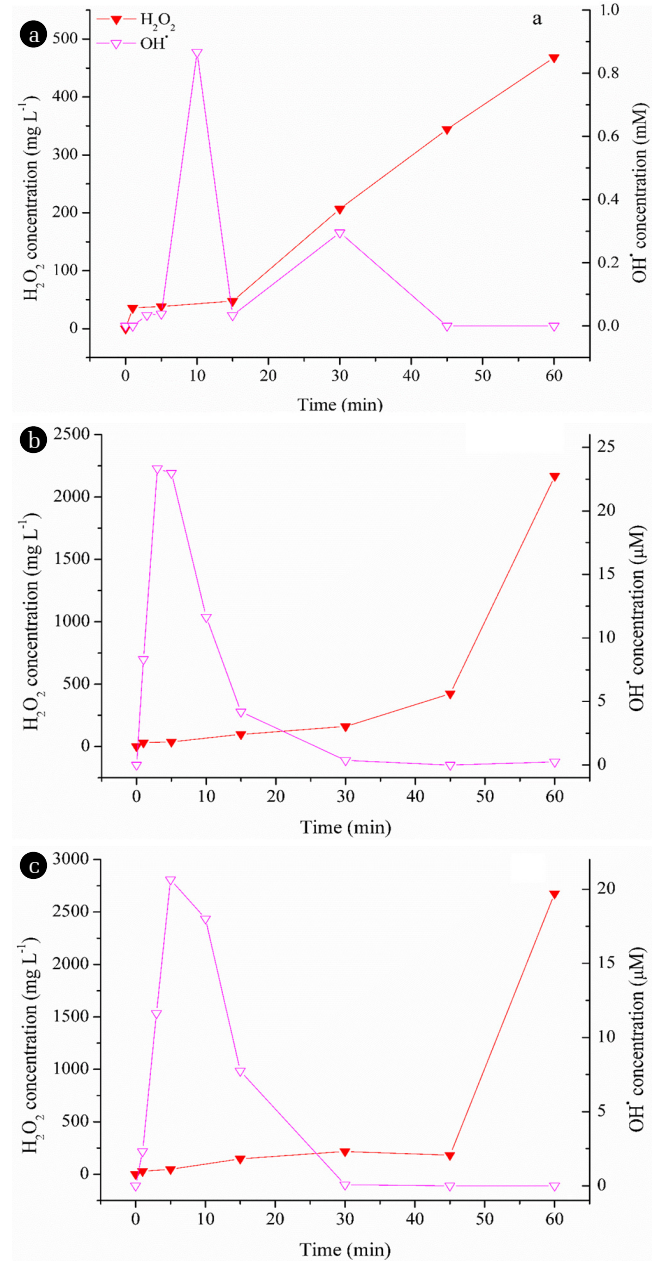 a
H₂O₂
OH•
a
H₂O₂ concentration (mg L⁻¹)
500
400
300
200
100
0
1.0
0.8
0.6
0.4
0.2
0.0
OH• concentration (mM)
0 10 20 30 40 50 60
Time (min)
b
H₂O₂ concentration (mg L⁻¹)
2500
2000
1500
1000
500
0
25
20
15
10
5
0
OH• concentration (μM)
0 10 20 30 40 50 60
Time (min)
c
H₂O₂ concentration (mg L⁻¹)
3000
2500
2000
1500
1000
500
0
20
15
10
5
0
OH• concentration (μM)
0 10 20 30 40 50 60
Time (min)